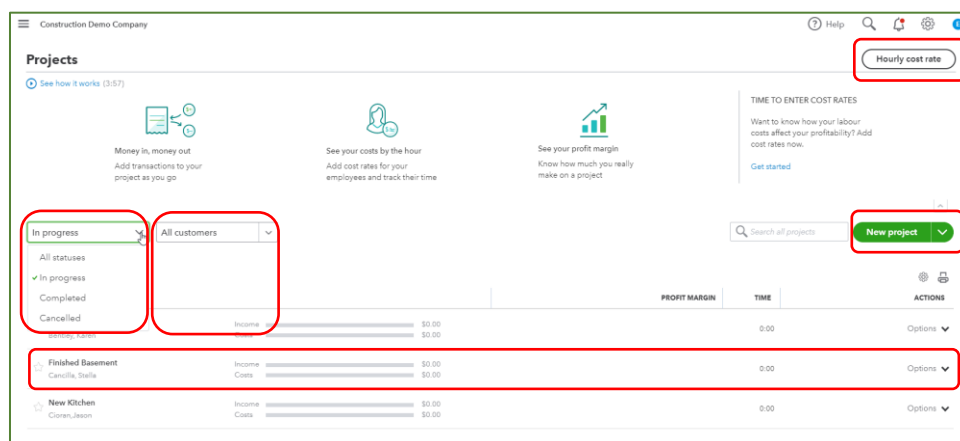 Construction Demo Company
Help
Projects
Hourly cost rate
See how it works (3:57)
Money in, money out
Add transactions to your
project as you go
See your costs by the hour
Add cost rates for your
employees and track their time
See your profit margin
Know how much you really
make on a project
TIME TO ENTER COST RATES
Want to know how your labour
costs affect your profitability? Add
cost rates now.
Get started
In progress
All customers
Search all projects
New project
All statuses
In progress
Completed
Cancelled
PROFIT MARGIN TIME ACTIONS
Income $0.00 0:00 Options
Bentley, Karen $0.00
Finished Basement Income $0.00 0:00 Options
Cancilla, Stella Costs $0.00
New Kitchen Income $0.00 0:00 Options
Cioran,Jason Costs $0.00